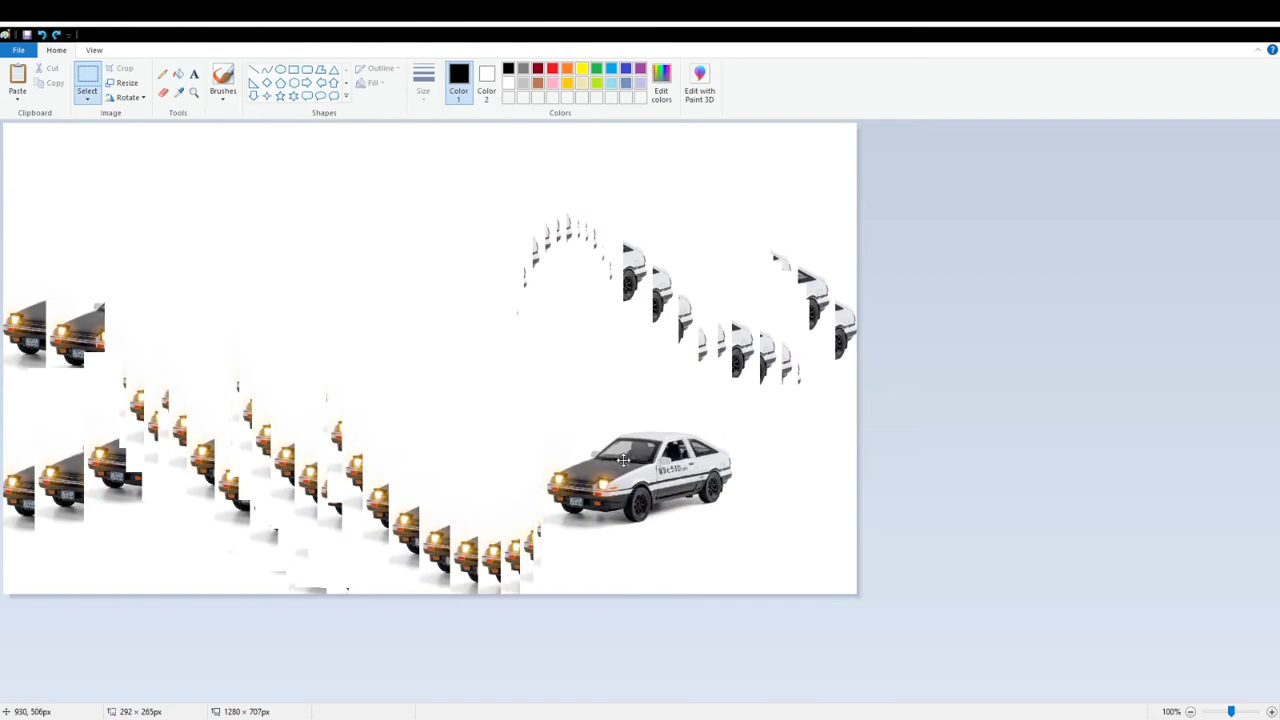 File Home View
Paste
Cut
Copy
Clipboard
Select
Crop
Resize
Rotate
Image
Tools
Brushes
Shapes
Outline
Fill
Size
Color
1
Color
2
Edit
colors
Colors
Edit with
Paint 3D
930, 506px
292 × 265px
1280 × 707px
100%